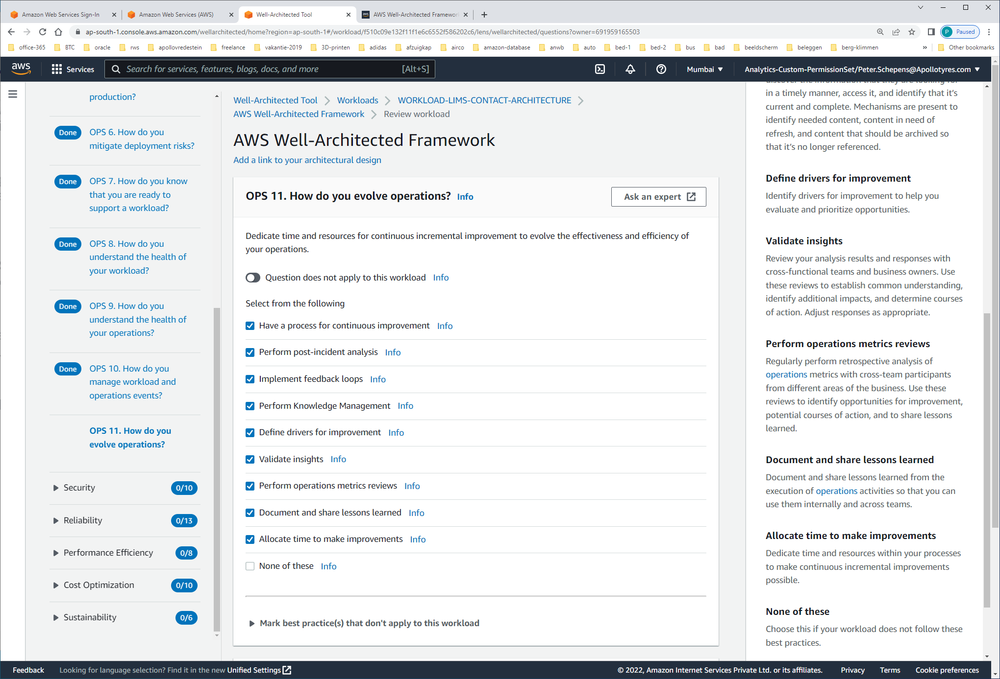 Amazon Web Services Sign-In
Amazon Web Services (AWS)
Well-Architected Tool
AWS Well-Architected Framewor
ap-south-1.console.aws.amazon.com/wellarchitected/home?region=ap-south-1#/workload/f510c09e132f11f1e6c6552f586202c6/lens/wellarchitected/questions?owner=691959165503
P Paused
office-365 BTC oracle rws apollovredestein freelance vakantie-2019 3D-printen adidas afzuigkap airco amazon-database anwb auto bed-1 bed-2 bus bad beeldscherm beleggen berg-klimmen » Other bookmarks
aws Services Search for services, features, blogs, docs, and more [Alt+S] Mumbai Analytics-Custom-PermissionSet/Peter.Schepens@Apollotyres.com
production?
Done OPS 6. How do you
mitigate deployment risks?
Done OPS 7. How do you know
that you are ready to
support a workload?
Done OPS 8. How do you
understand the health of
your workload?
Done OPS 9. How do you
understand the health of
your operations?
Done OPS 10. How do you
manage workload and
operations events?
OPS 11. How do you
evolve operations?
Security 0/10
Reliability 0/13
Performance Efficiency 0/8
Cost Optimization 0/10
Sustainability 0/6
Well-Architected Tool Workloads WORKLOAD-LIMS-CONTACT-ARCHITECTURE
AWS Well-Architected Framework Review workload
AWS Well-Architected Framework
Add a link to your architectural design
OPS 11. How do you evolve operations? Info
Ask an expert
Dedicate time and resources for continuous incremental improvement to evolve the effectiveness and efficiency of
your operations.
Question does not apply to this workload Info
Select from the following
Have a process for continuous improvement Info
Perform post-incident analysis Info
Implement feedback loops Info
Perform Knowledge Management Info
Define drivers for improvement Info
Validate insights Info
Perform operations metrics reviews Info
Document and share lessons learned Info
Allocate time to make improvements Info
None of these Info
Mark best practice(s) that don't apply to this workload
discover the information that they are looking for
in a timely manner, access it, and identify that it's
current and complete. Mechanisms are present to
identify needed content, content in need of
refresh, and content that should be archived so
that it's no longer referenced.
Define drivers for improvement
Identify drivers for improvement to help you
evaluate and prioritize opportunities.
Validate insights
Review your analysis results and responses with
cross-functional teams and business owners. Use
these reviews to establish common understanding,
identify additional impacts, and determine courses
of action. Adjust responses as appropriate.
Perform operations metrics reviews
Regularly perform retrospective analysis of
operations metrics with cross-team participants
from different areas of the business. Use these
reviews to identify opportunities for improvement,
potential courses of action, and to share lessons
learned.
Document and share lessons learned
Document and share lessons learned from the
execution of operations activities so that you can
use them internally and across teams.
Allocate time to make improvements
Dedicate time and resources within your processes
to make continuous incremental improvements
possible.
None of these
Choose this if your workload does not follow these
best practices.
Feedback Looking for language selection? Find it in the new Unified Settings © 2022, Amazon Internet Services Private Ltd. or its affiliates. Privacy Terms Cookie preferences